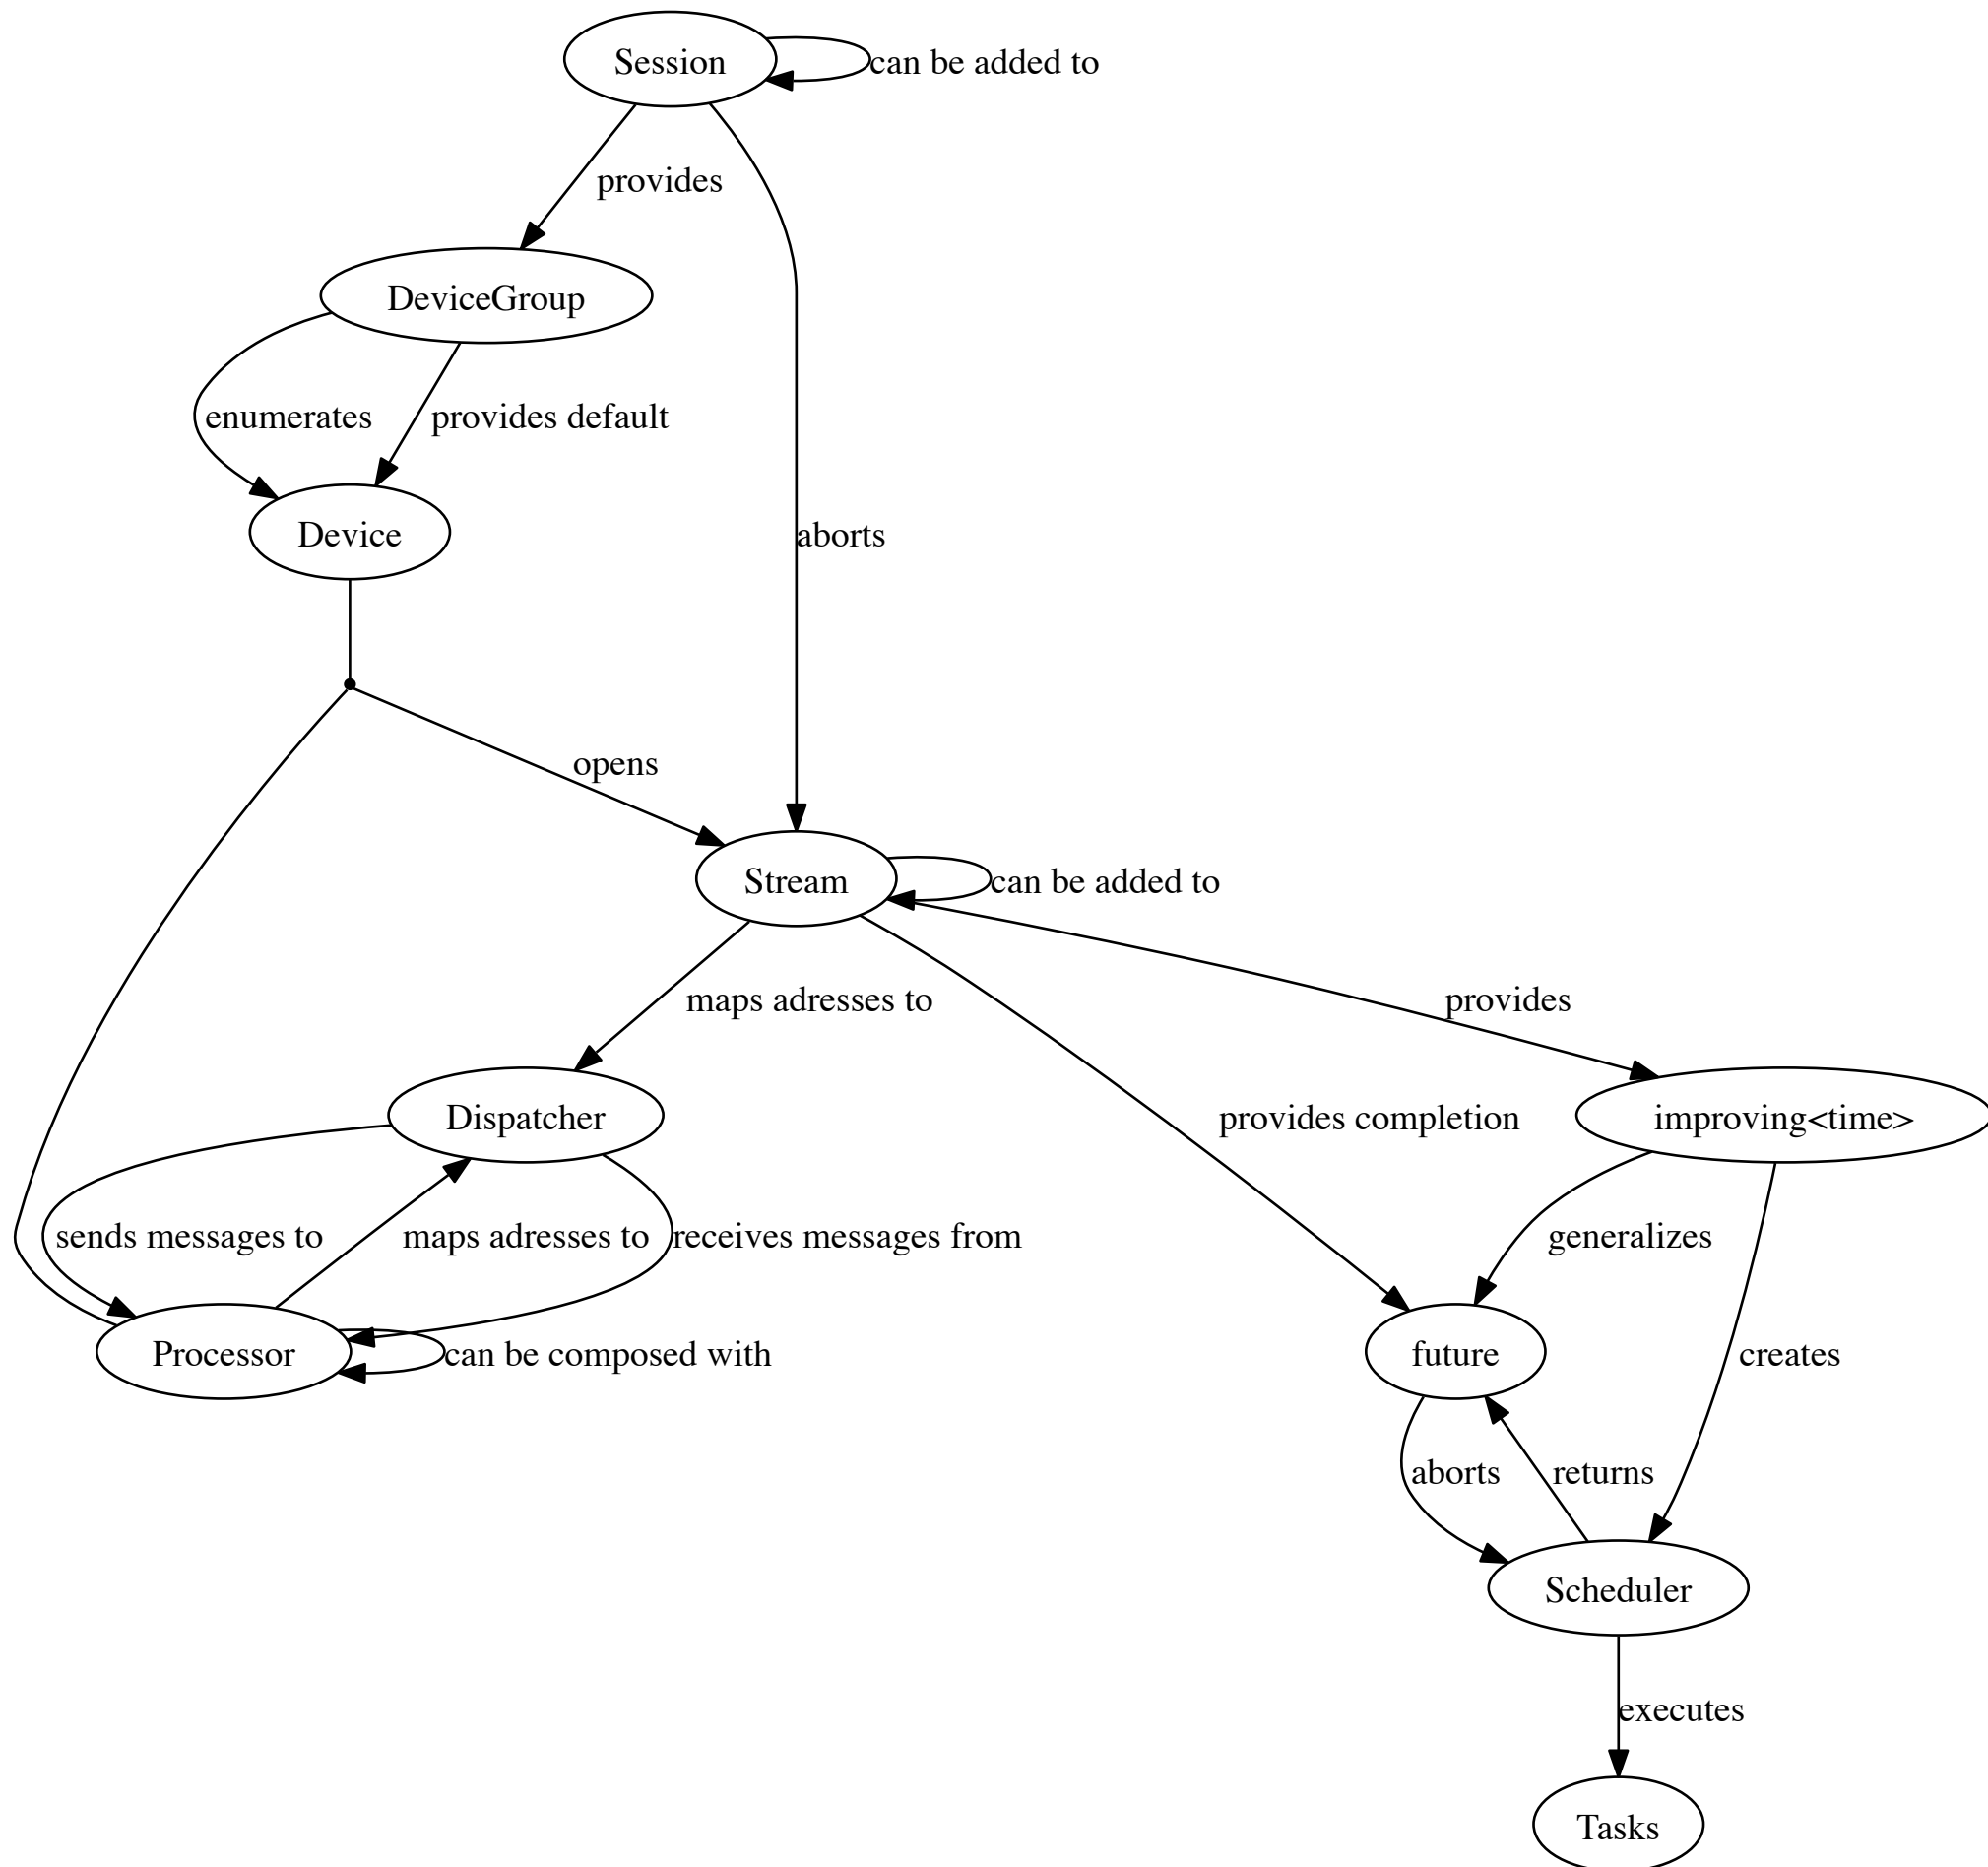 Session
can be added to
provides
DeviceGroup
enumerates
provides default
Device
aborts
opens
Stream
can be added to
maps adresses to
provides
Dispatcher
provides completion
improving<time>
sends messages to
maps adresses to
receives messages from
generalizes
Processor
can be composed with
future
creates
aborts
returns
Scheduler
executes
Tasks